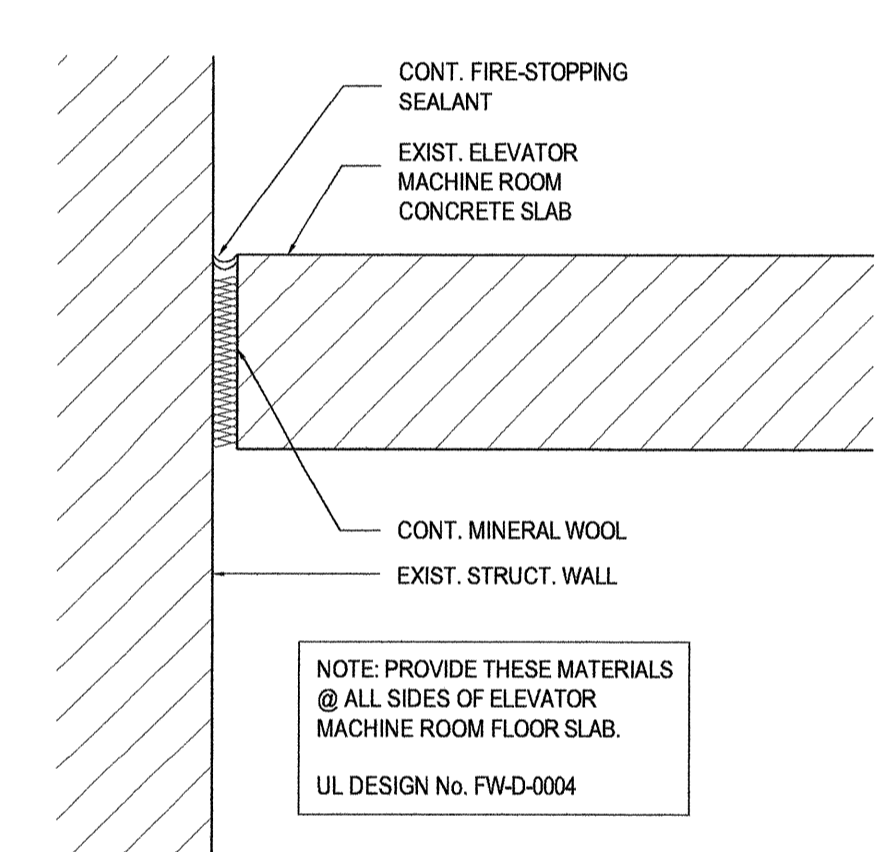 CONT. FIRE-STOPPING
SEALANT
EXIST. ELEVATOR
MACHINE ROOM
CONCRETE SLAB
CONT. MINERAL WOOL
EXIST. STRUCT. WALL
NOTE: PROVIDE THESE MATERIALS
@ ALL SIDES OF ELEVATOR
MACHINE ROOM FLOOR SLAB.
UL DESIGN No. FW-D-0004